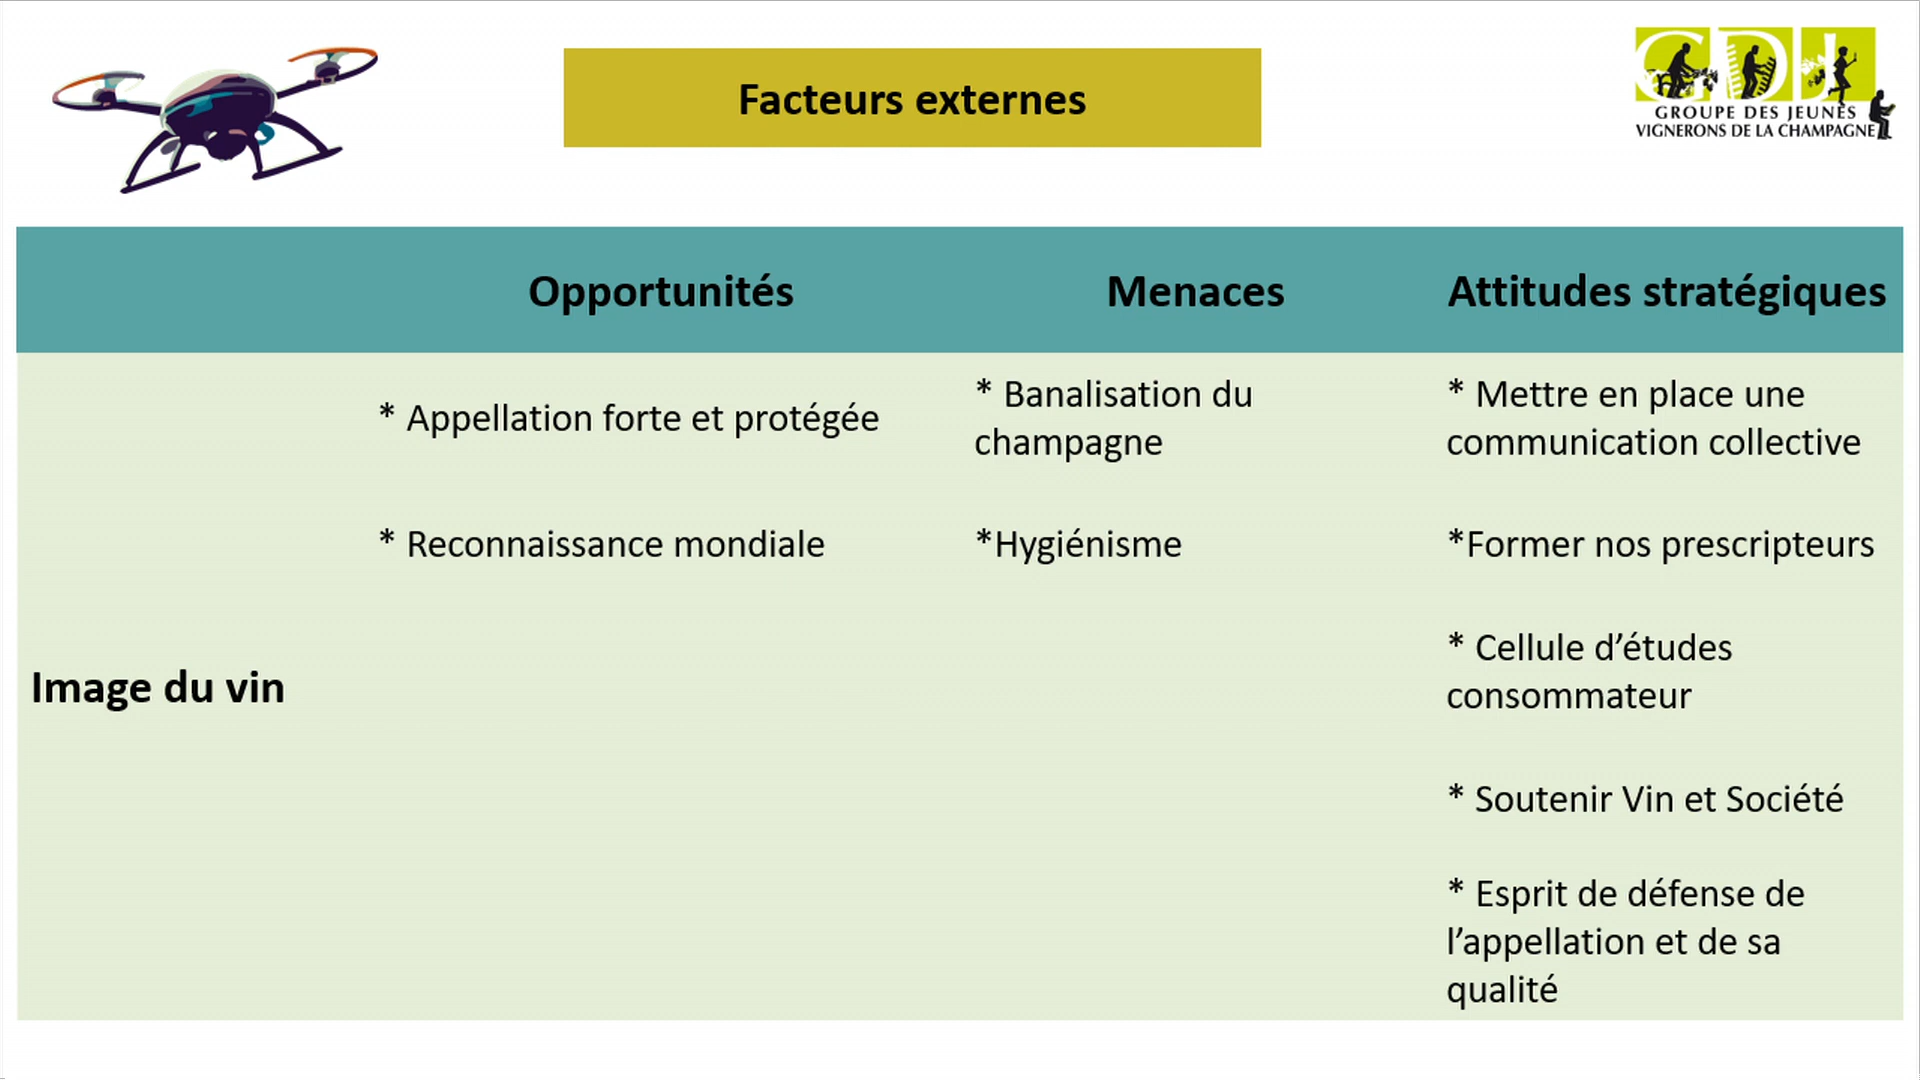 Facteurs externes
GDJ
GROUPE DES JEUNES
VIGNERONS DE LA CHAMPAGNE
Opportunités
Menaces
Attitudes stratégiques
Image du vin
* Appellation forte et protégée
* Reconnaissance mondiale
* Banalisation du
champagne
*Hygiénisme
* Mettre en place une
communication collective
*Former nos prescripteurs
* Cellule d’études
consommateur
* Soutenir Vin et Société
* Esprit de défense de
l’appellation et de sa
qualité